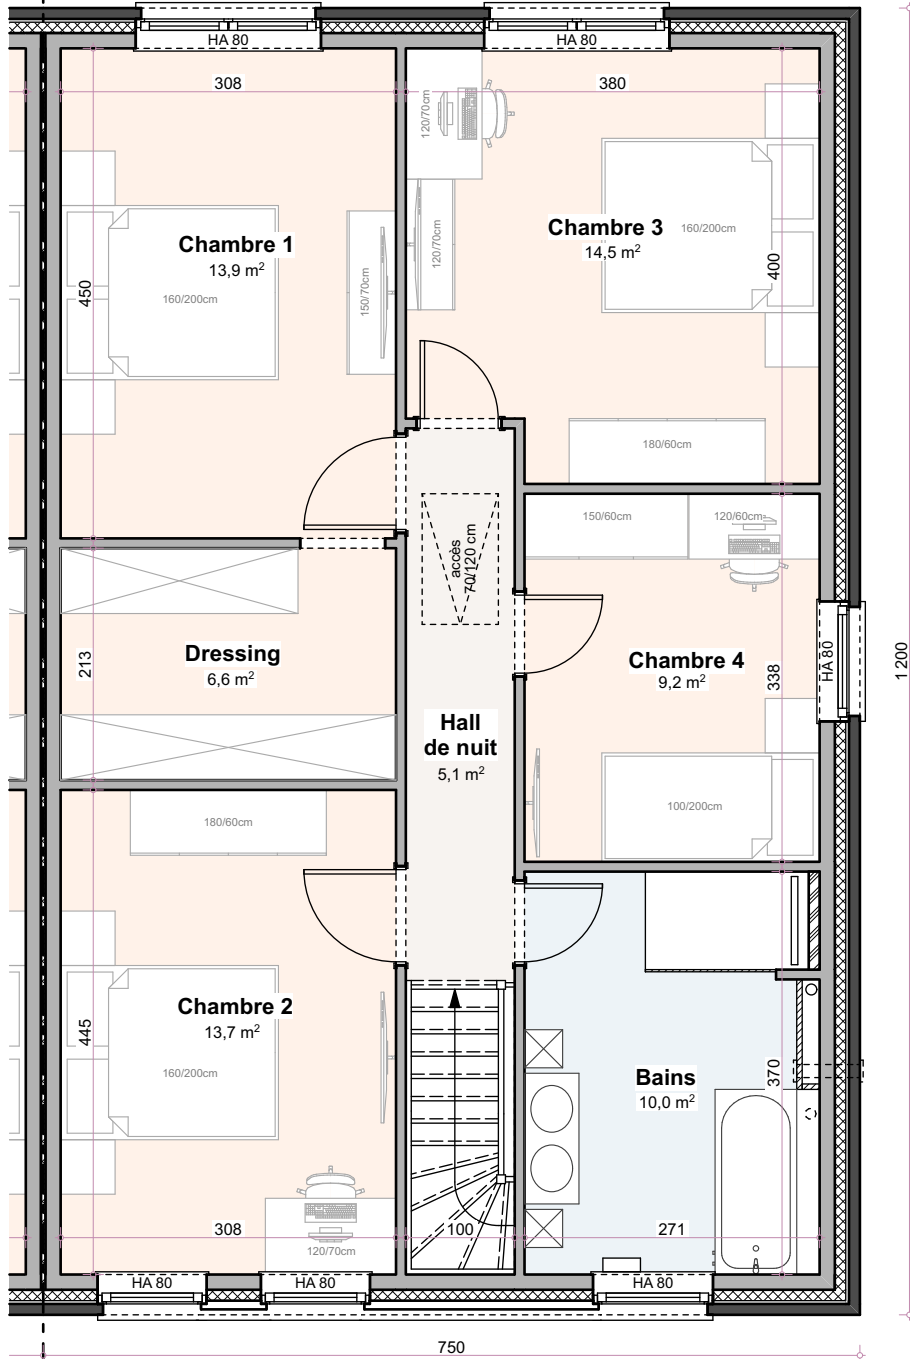 HA 80
HA 80
308
380
120/70cm
Chambre 1
13,9 m²
450
160/200cm
150/70cm
120/70cm
Chambre 3
14,5 m²
160/200cm
400
180/60cm
150/60cm
120/60cm
accès
70/120 cm
Dressing
6,6 m²
213
Hall
de nuit
5,1 m²
Chambre 4
9,2 m²
338
HA 80
1 200
100/200cm
180/60cm
Chambre 2
13,7 m²
445
160/200cm
Bains
10,0 m²
370
308
100
271
120/70cm
HA 80
HA 80
HA 80
750